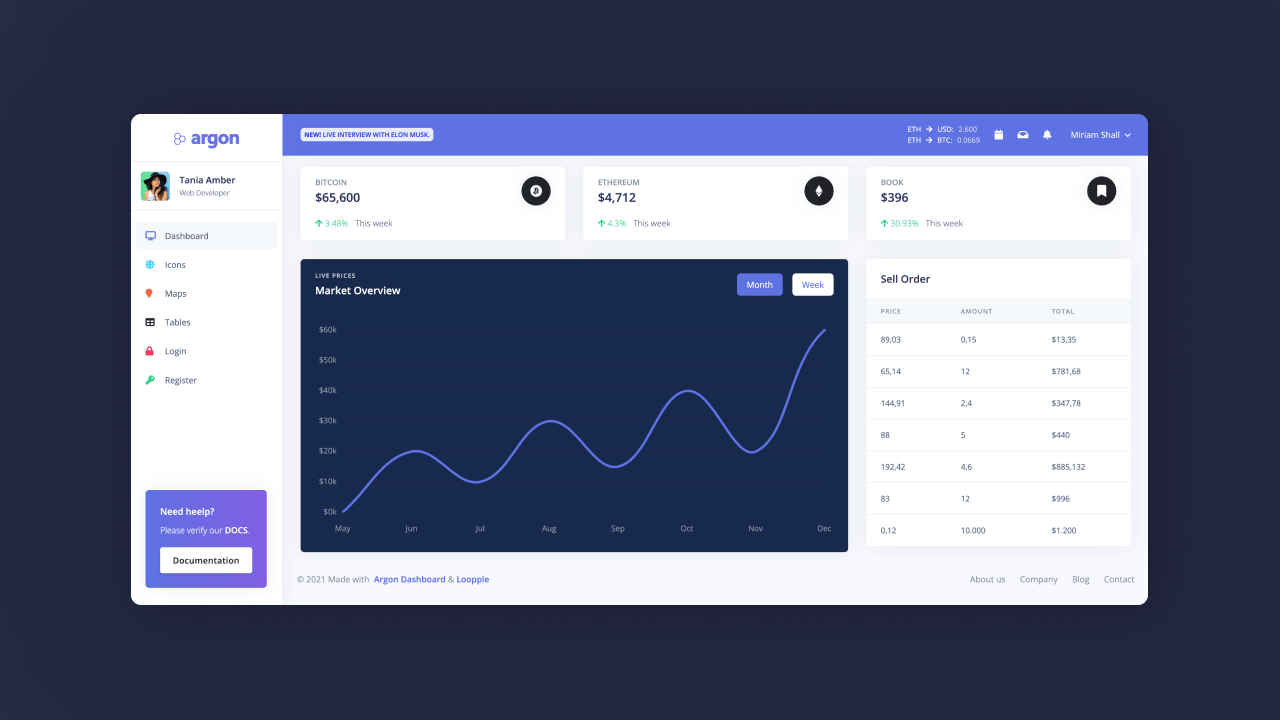 argon
Tania Amber
Web Developer
Dashboard
Icons
Maps
Tables
Login
Register
Need heelp?
Please verify our DOCS.
Documentation
NEW! LIVE INTERVIEW WITH ELON MUSK.
ETH → USD: 2.600
ETH → BTC: 0.0669
Miriam Shall
BITCOIN
$65,600
3.48% This week
ETHEREUM
$4,712
4.3% This week
BOOK
$396
30.93% This week
LIVE PRICES
Market Overview
Month
Week
$60k
$50k
$40k
$30k
$20k
$10k
$0k
May Jun Jul Aug Sep Oct Nov Dec
Sell Order
PRICE AMOUNT TOTAL
89,03 0,15 $13,35
65,14 12 $781,68
144,91 2,4 $347,78
88 5 $440
192,42 4,6 $885,132
83 12 $996
0,12 10.000 $1.200
© 2021 Made with Argon Dashboard & Loopple
About us Company Blog Contact